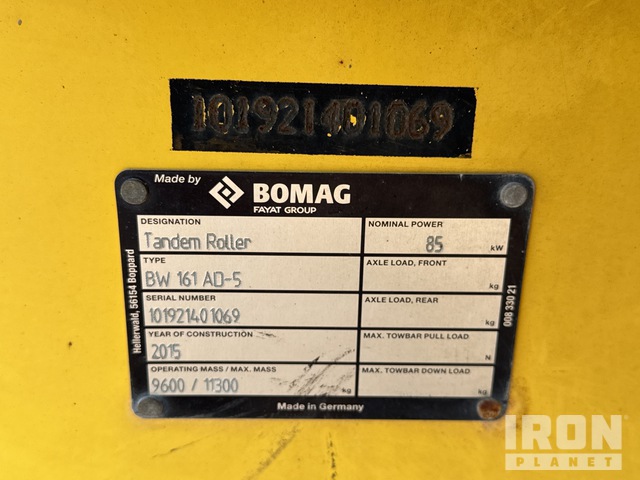 101921401069
Made by BOMAG
FAYAT GROUP
DESIGNATION
Tandem Roller
NOMINAL POWER
85 kW
TYPE
BW 161 AD-5
AXLE LOAD, FRONT
kg
SERIAL NUMBER
101921401069
AXLE LOAD, REAR
kg
YEAR OF CONSTRUCTION
2015
MAX. TOWBAR PULL LOAD
N
OPERATING MASS / MAX. MASS
9600 / 11300 kg
MAX. TOWBAR DOWN LOAD
kg
Made in Germany
Hellerwald, 56154 Boppard
008 330 21
IRON
PLANET